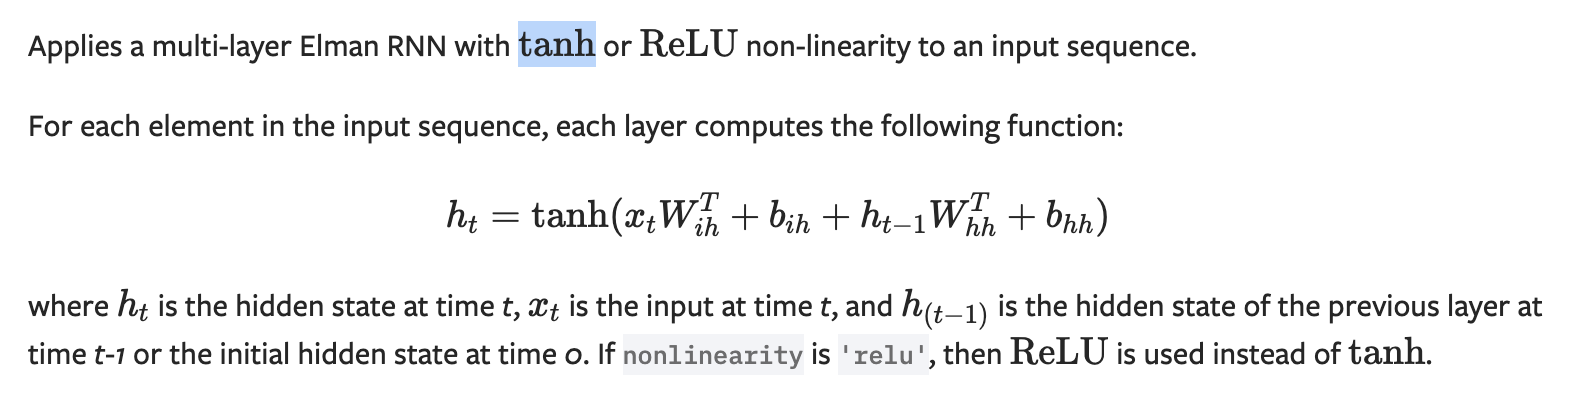 Applies a multi-layer Elman RNN with tanh or ReLU non-linearity to an input sequence.
For each element in the input sequence, each layer computes the following function:
h_t = tanh(x_t W_{ih}^T + b_{ih} + h_{t−1} W_{hh}^T + b_{hh})
where h_t is the hidden state at time t, x_t is the input at time t, and h_{(t−1)} is the hidden state of the previous layer at
time t-1 or the initial hidden state at time 0. If nonlinearity is 'relu', then ReLU is used instead of tanh.